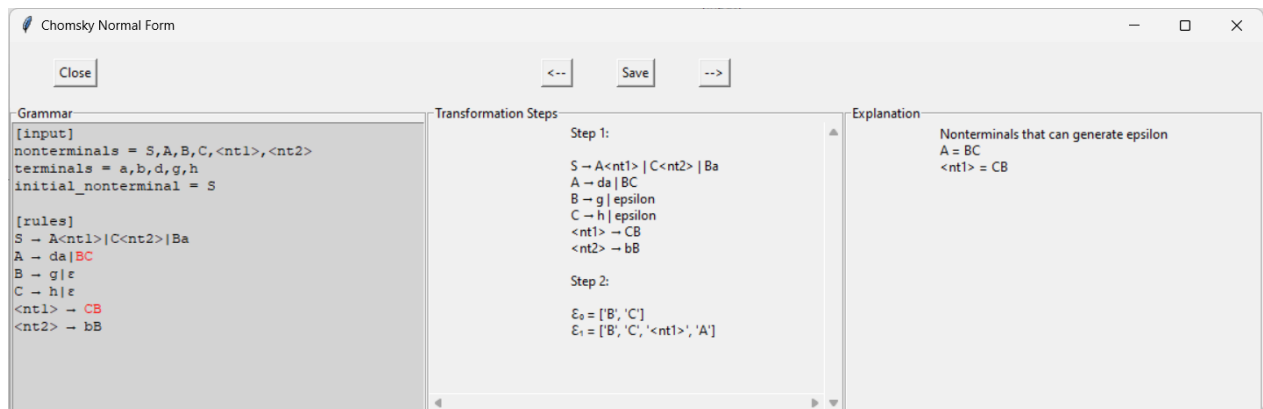 Chomsky Normal Form
Close
<--
Save
-->
Grammar
[input]
nonterminals = S,A,B,C,<nt1>,<nt2>
terminals = a,b,d,g,h
initial_nonterminal = S
[rules]
S → A<nt1>|C<nt2>|Ba
A → da|BC
B → g|ε
C → h|ε
<nt1> → CB
<nt2> → bB
Transformation Steps
Step 1:
S → A<nt1> | C<nt2> | Ba
A → da | BC
B → g | epsilon
C → h | epsilon
<nt1> → CB
<nt2> → bB
Step 2:
Ɛ₀ = ['B', 'C']
Ɛ₁ = ['B', 'C', '<nt1>', 'A']
Explanation
Nonterminals that can generate epsilon
A = BC
<nt1> = CB